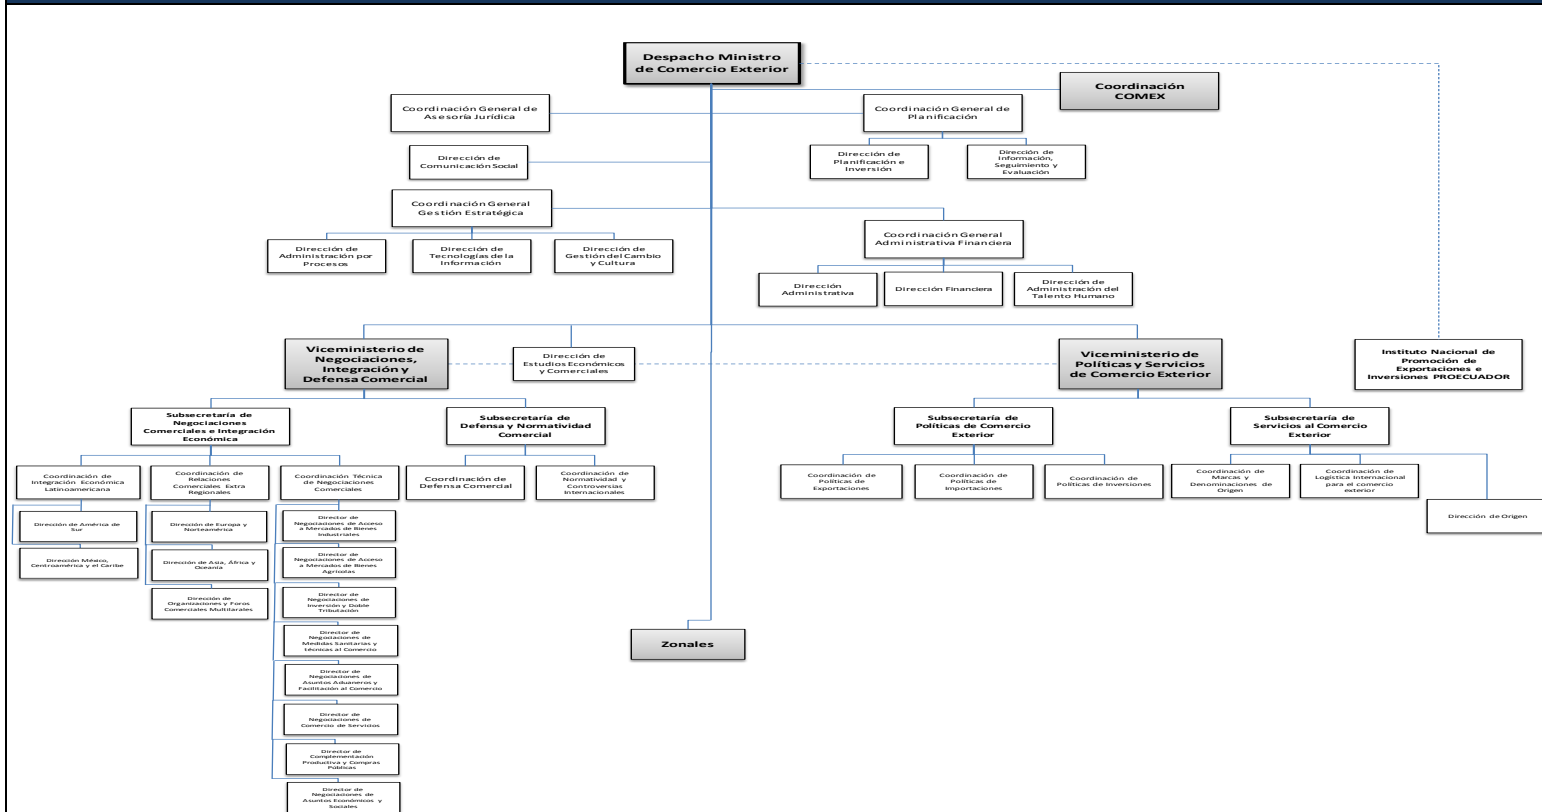 Despacho Ministro
de Comercio Exterior
Coordinación
COMEX
Coordinación General de
Asesoría Jurídica
Coordinación General de
Planificación
Dirección de
Comunicación Social
Dirección de
Planificación e
Inversión
Dirección de
Información,
Seguimiento y
Evaluación
Coordinación General
Gestión Estratégica
Coordinación General
Administrativa Financiera
Dirección de
Administración por
Procesos
Dirección de
Tecnologías de la
Información
Dirección de
Gestión del Cambio
y Cultura
Dirección
Administrativa
Dirección Financiera
Dirección de
Administración del
Talento Humano
Viceministerio de
Negociaciones,
Integración y
Defensa Comercial
Dirección de
Estudios Económicos
y Comerciales
Viceministerio de
Políticas y Servicios
de Comercio Exterior
Instituto Nacional de
Promoción de
Exportaciones e
Inversiones PROECUADOR
Subsecretaría de
Negociaciones
Comerciales e Integración
Económica
Subsecretaría de
Defensa y Normatividad
Comercial
Subsecretaría de
Políticas de Comercio
Exterior
Subsecretaría de
Servicios al Comercio
Exterior
Coordinación de
Integración Económica
Latinoamericana
Coordinación de
Relaciones
Comerciales Extra
Regionales
Coordinación Técnica
de Negociaciones
Comerciales
Coordinación de
Defensa Comercial
Coordinación de
Normatividad y
Controversias
Internacionales
Coordinación de
Políticas de
Exportaciones
Coordinación de
Políticas de
Importaciones
Coordinación de
Políticas de Inversiones
Coordinación de
Marcas y
Denominaciones de
Origen
Coordinación de
Logística Internacional
para el comercio
exterior
Dirección de Origen
Dirección de América de
Sur
Dirección México,
Centroamérica y el Caribe
Dirección de Europa y
Norteamérica
Dirección de Asia, África y
Oceanía
Dirección de
Organizaciones y Foros
Comerciales Multilarales
Director de
Negociaciones de Acceso
a Mercados de Bienes
Industriales
Director de
Negociaciones de Acceso
a Mercados de Bienes
Agrícolas
Director de
Negociaciones de
Inversión y Doble
Tributación
Director de
Negociaciones de
Medidas Sanitarias y
técnicas al Comercio
Director de
Negociaciones de
Asuntos Aduaneros y
Facilitación al Comercio
Director de
Negociaciones de
Comercio de Servicios
Director de
Complementación
Productiva y Compras
Públicas
Director de
Negociaciones de
Asuntos Económicos y
Sociales
Zonales